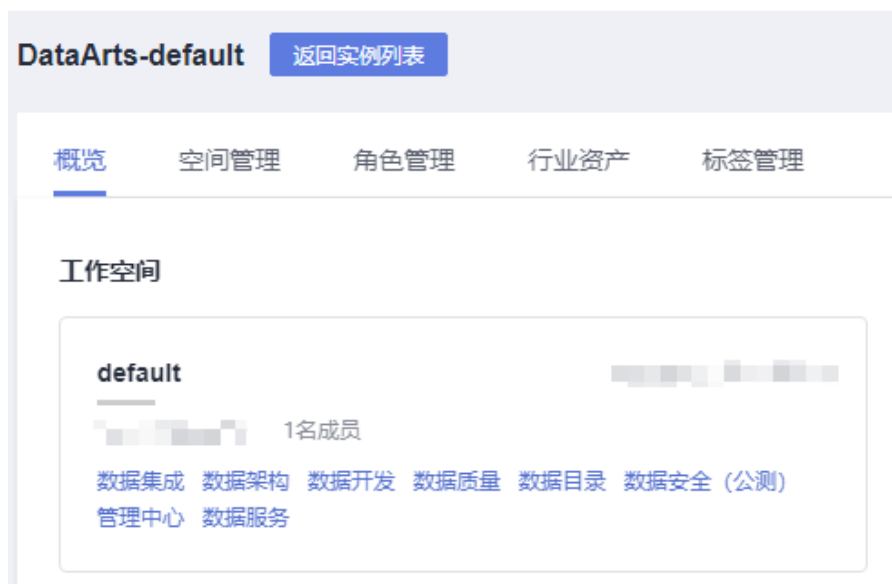 DataArts-default 返回实例列表
概览 空间管理 角色管理 行业资产 标签管理
工作空间
default
1名成员
数据集成 数据架构 数据开发 数据质量 数据目录 数据安全（公测）
管理中心 数据服务